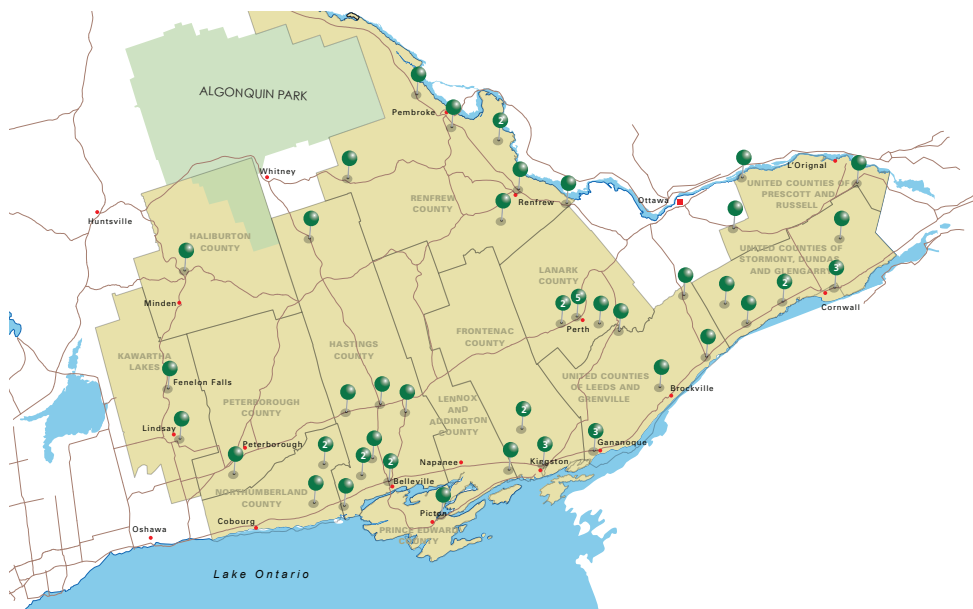 ALGONQUIN PARK
Pembroke
2
L'Orignal
Whitney
UNITED COUNTIES OF
PRESCOTT AND
RUSSELL
RENFREW
COUNTY
Renfrew
Ottawa
Huntsville
HALIBURTON
COUNTY
UNITED COUNTIES OF
STORMONT, DUNDAS
AND GLENGARRY
3
2
LANARK
COUNTY
2
5
Minden
Cornwall
Perth
FRONTENAC
COUNTY
HASTINGS
COUNTY
KAWARTHA
LAKES
Fenelon Falls
UNITED COUNTIES
OF LEEDS AND
GRENVILLE
Brockville
PETERBOROUGH
COUNTY
LENNOX
AND
ADDINGTON
COUNTY
2
Lindsay
3
Peterborough
2
3
Gananoque
2
2
Napanee
Kingston
Belleville
NORTHUMBERLAND
COUNTY
Picton
Cobourg
Oshawa
PRINCE EDWARD
COUNTY
Lake Ontario